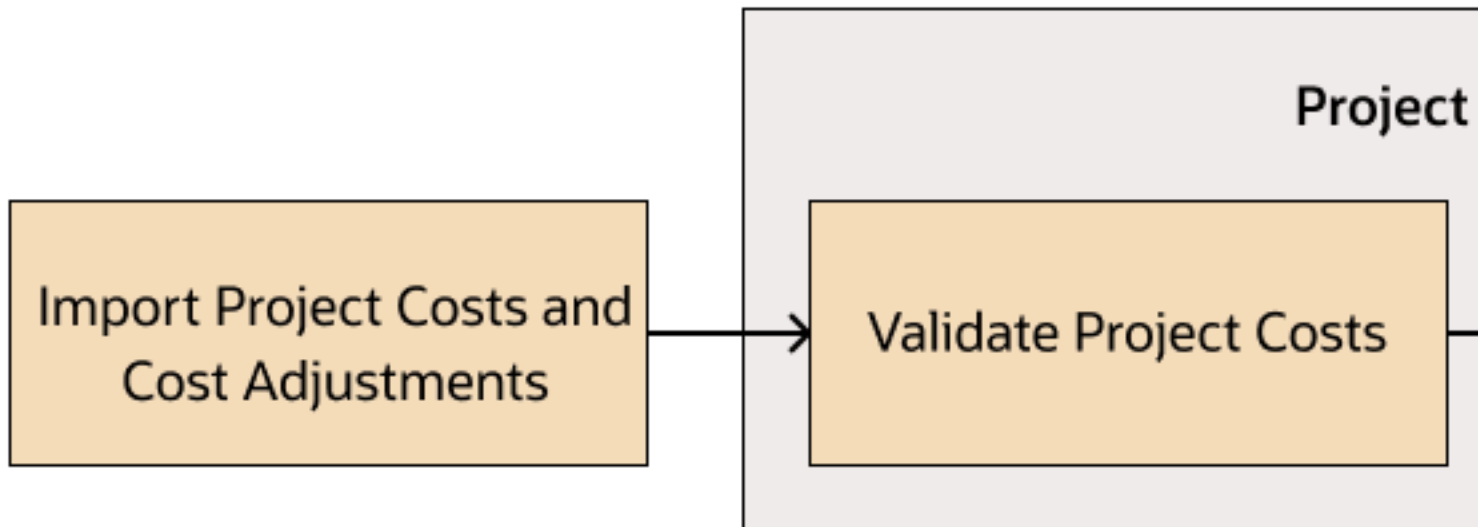 Project
Import Project Costs and
Cost Adjustments
Validate Project Costs